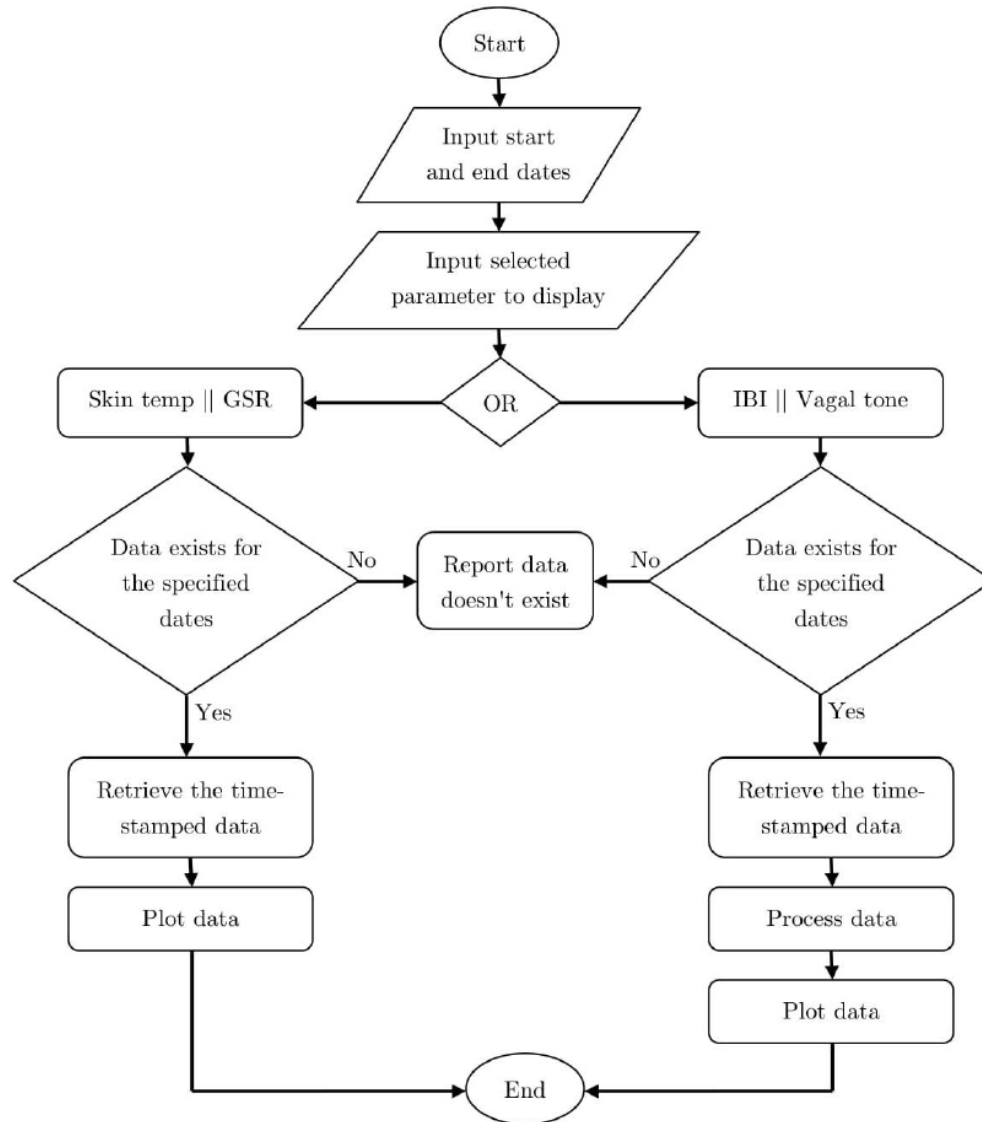 Start
Input start
and end dates
Input selected
parameter to display
Skin temp || GSR
OR
IBI || Vagal tone
Data exists for
the specified
dates
No
Report data
doesn't exist
No
Data exists for
the specified
dates
Yes
Yes
Retrieve the time-
stamped data
Retrieve the time-
stamped data
Plot data
Process data
Plot data
End